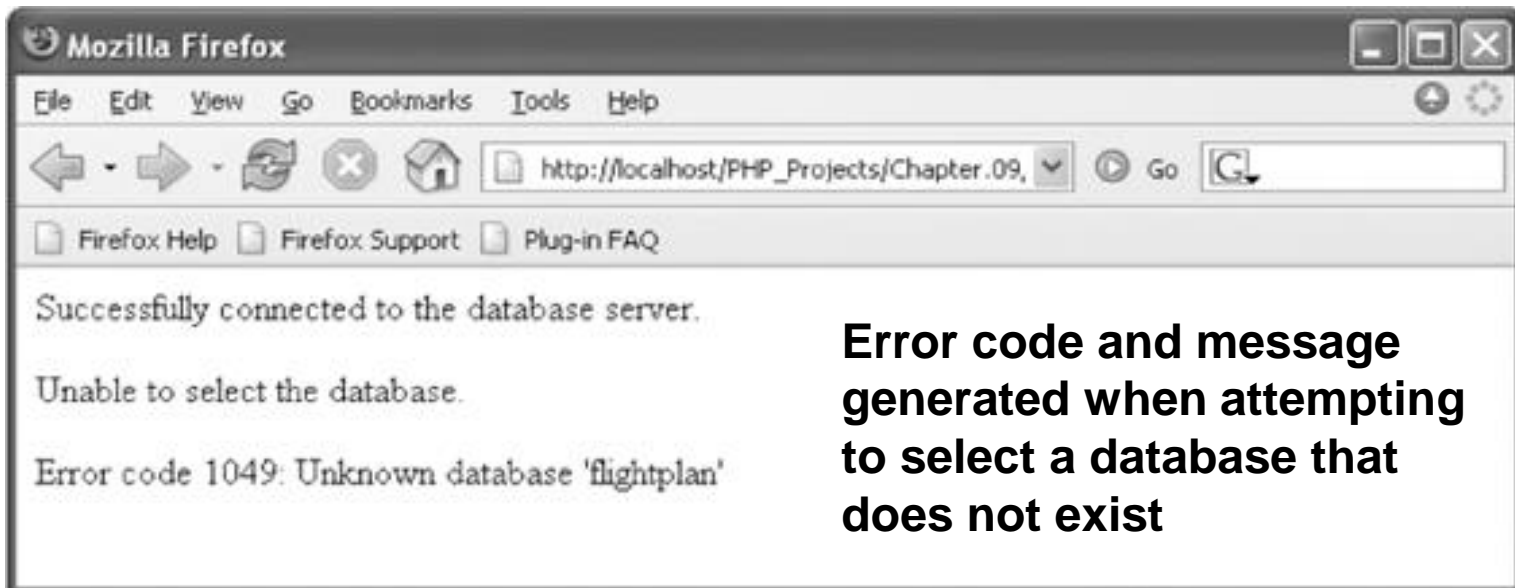 Mozilla Firefox
File Edit View Go Bookmarks Tools Help
http://localhost/PHP_Projects/Chapter.09, Go G
Firefox Help Firefox Support Plug-in FAQ
Successfully connected to the database server.
Unable to select the database.
Error code 1049: Unknown database 'flightplan'
Error code and message
generated when attempting
to select a database that
does not exist